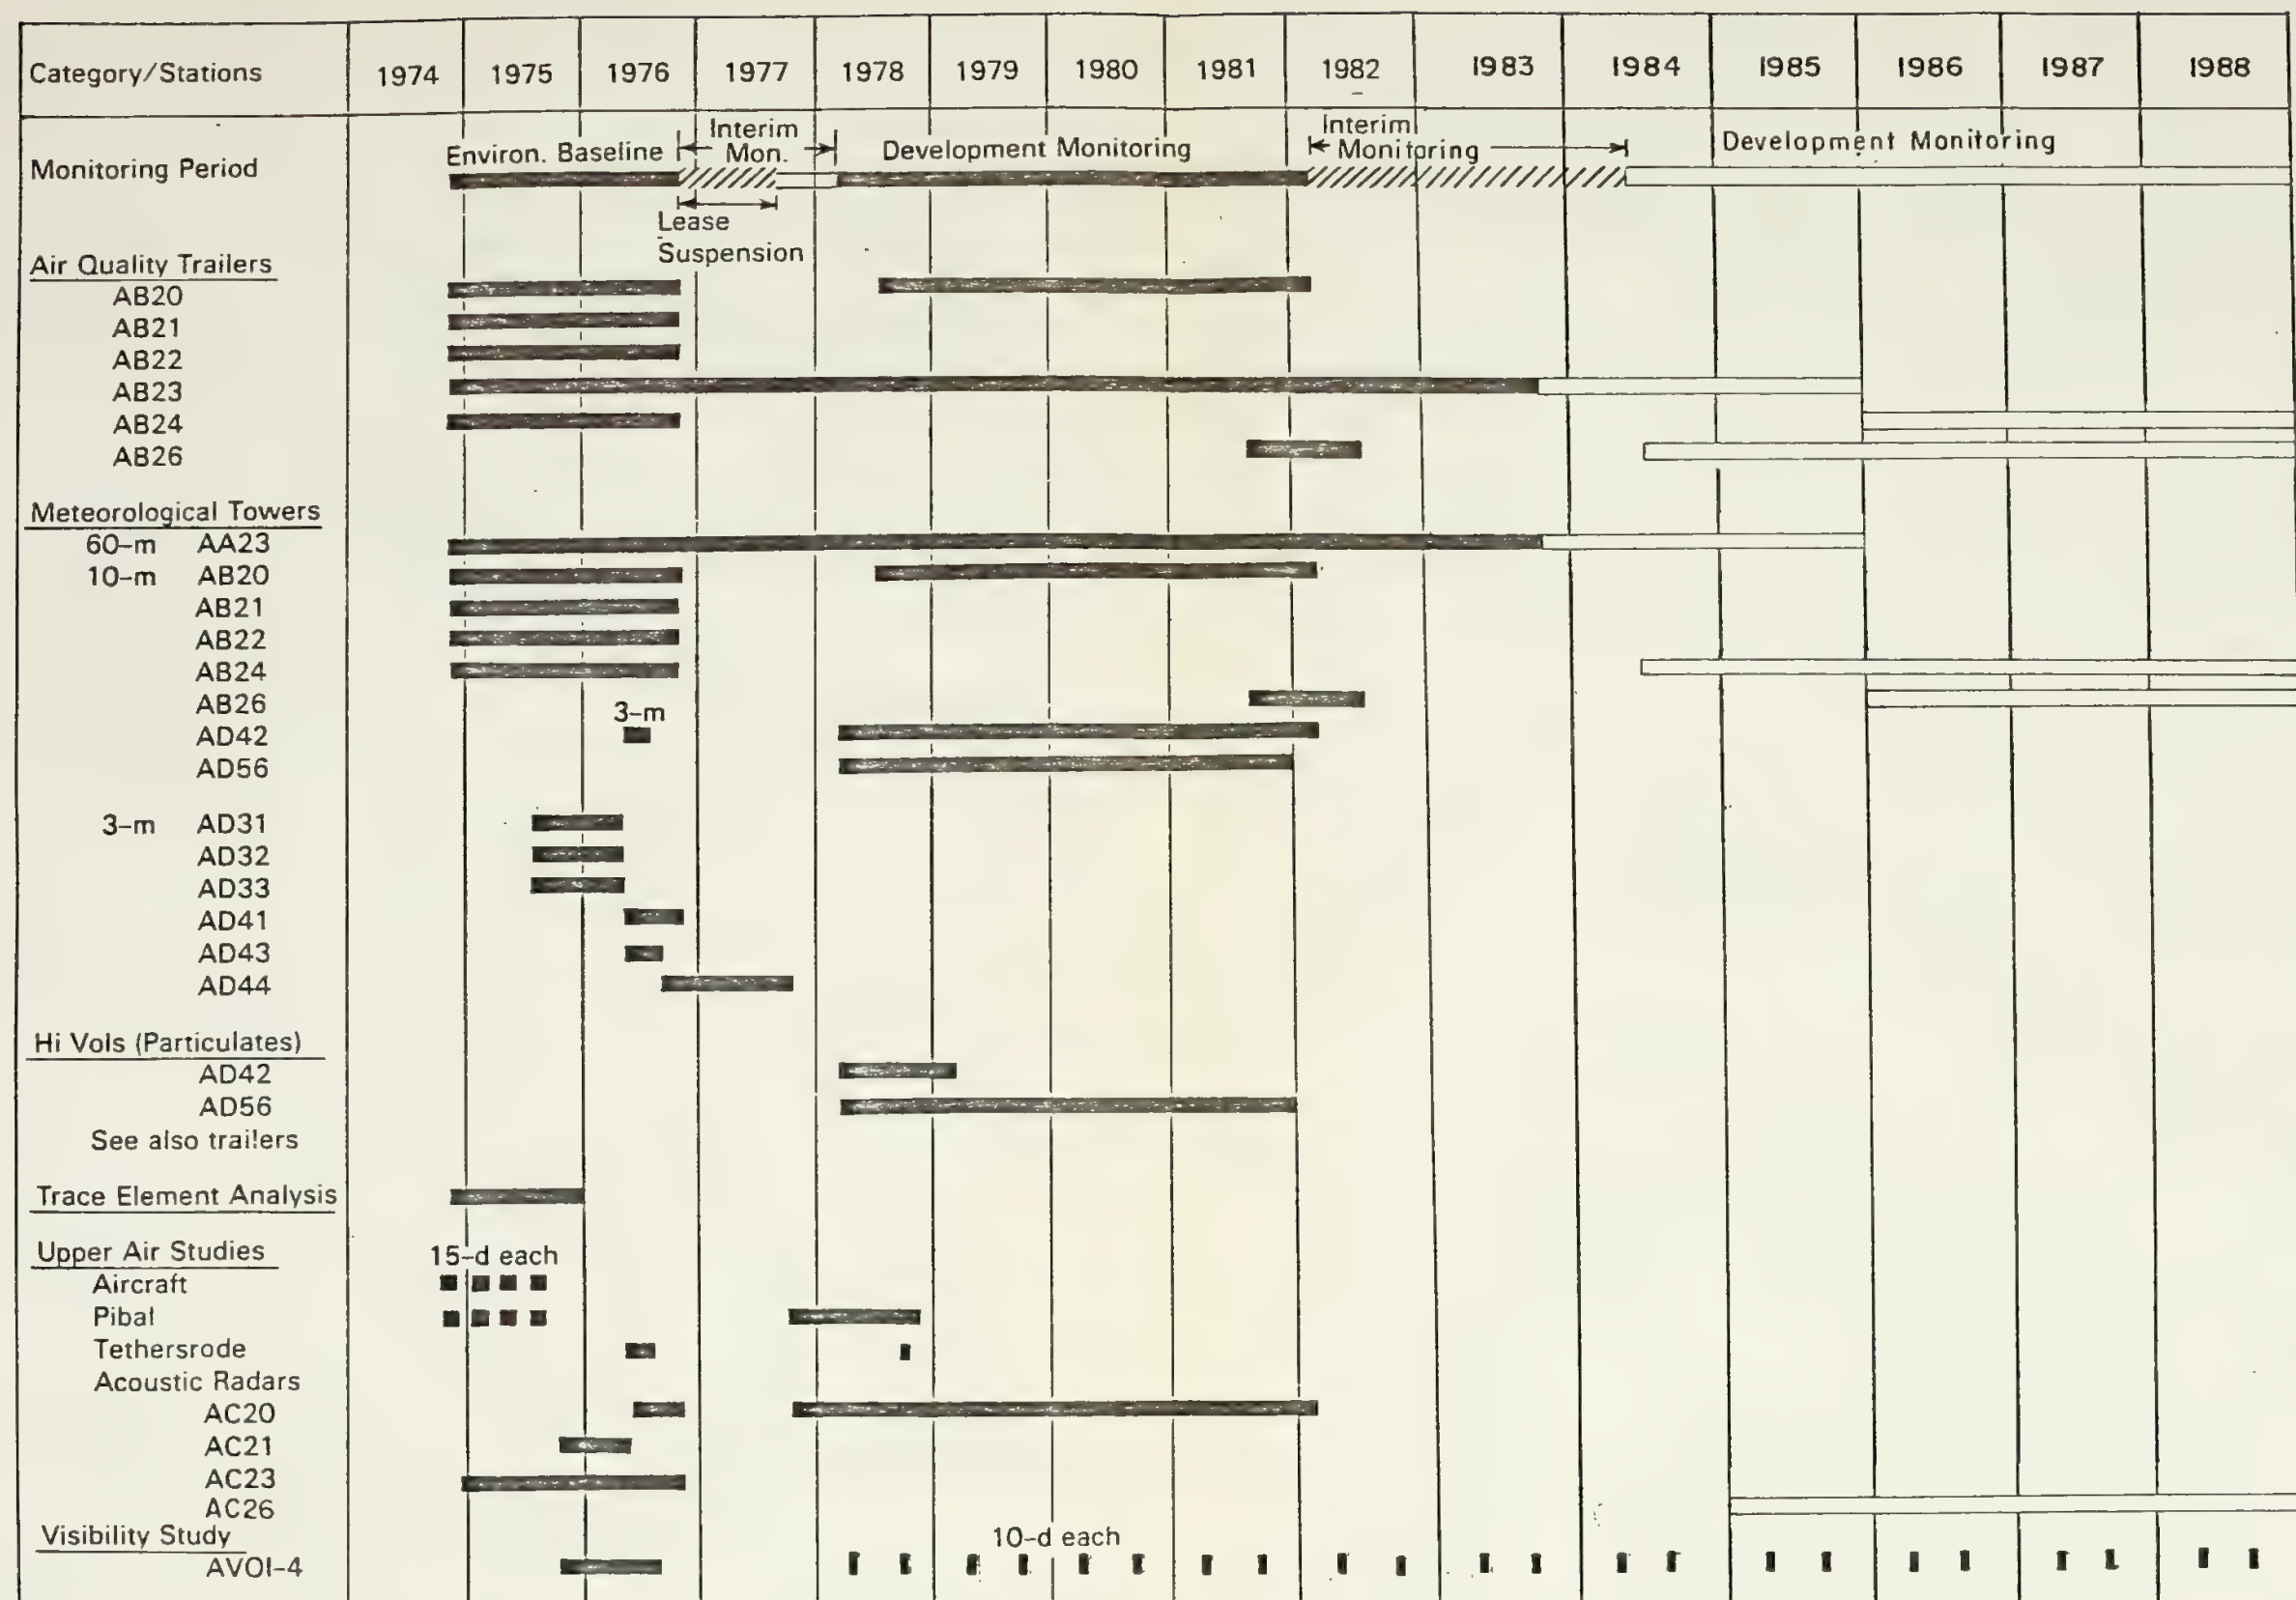 Category/Stations 1974 1975 1976 1977 1978 1979 1980 1981 1982 1983 1984 1985 1986 1987 1988
Monitoring Period Environ. Baseline Interim Mon. Development Monitoring Interim Monitoring Development Monitoring
Lease
Suspension
Air Quality Trailers
AB20
AB21
AB22
AB23
AB24
AB26
Meteorological Towers
60-m AA23
10-m AB20
AB21
AB22
AB24
AB26
3-m
AD42
AD56
3-m AD31
AD32
AD33
AD41
AD43
AD44
Hi Vols (Particulates)
AD42
AD56
See also trailers
Trace Element Analysis
Upper Air Studies
15-d each
Aircraft
Pibal
Tethersrode
Acoustic Radars
AC20
AC21
AC23
AC26
Visibility Study
10-d each
AVOI-4